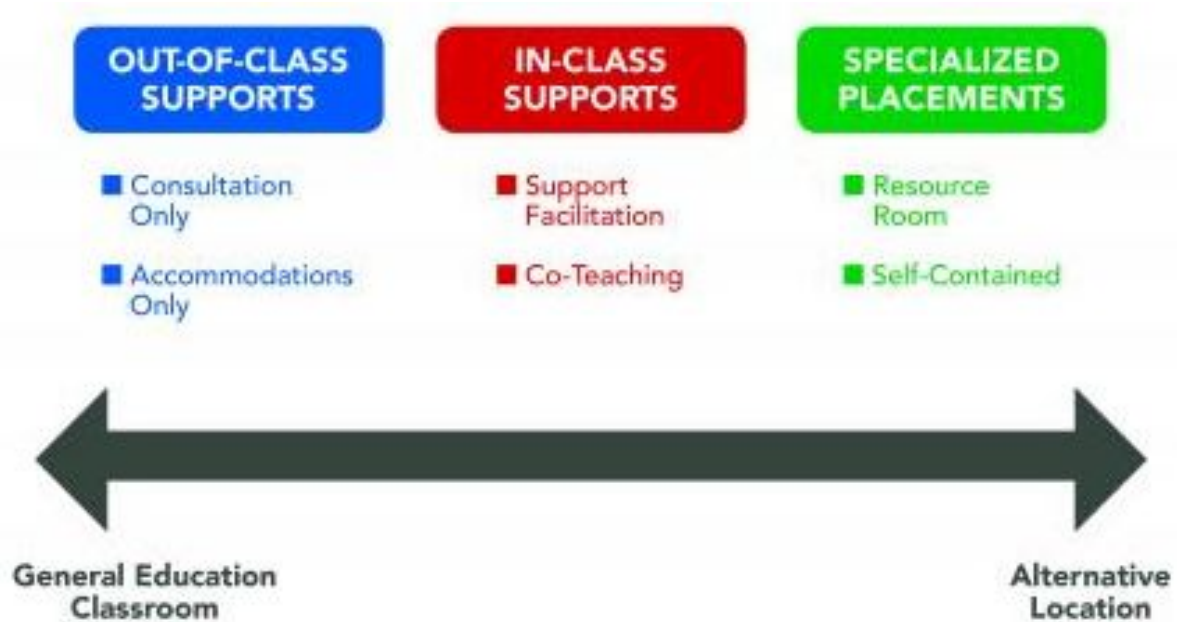 OUT-OF-CLASS
SUPPORTS
Consultation
Only
Accommodations
Only
IN-CLASS
SUPPORTS
Support
Facilitation
Co-Teaching
SPECIALIZED
PLACEMENTS
Resource
Room
Self-Contained
General Education
Classroom
Alternative
Location